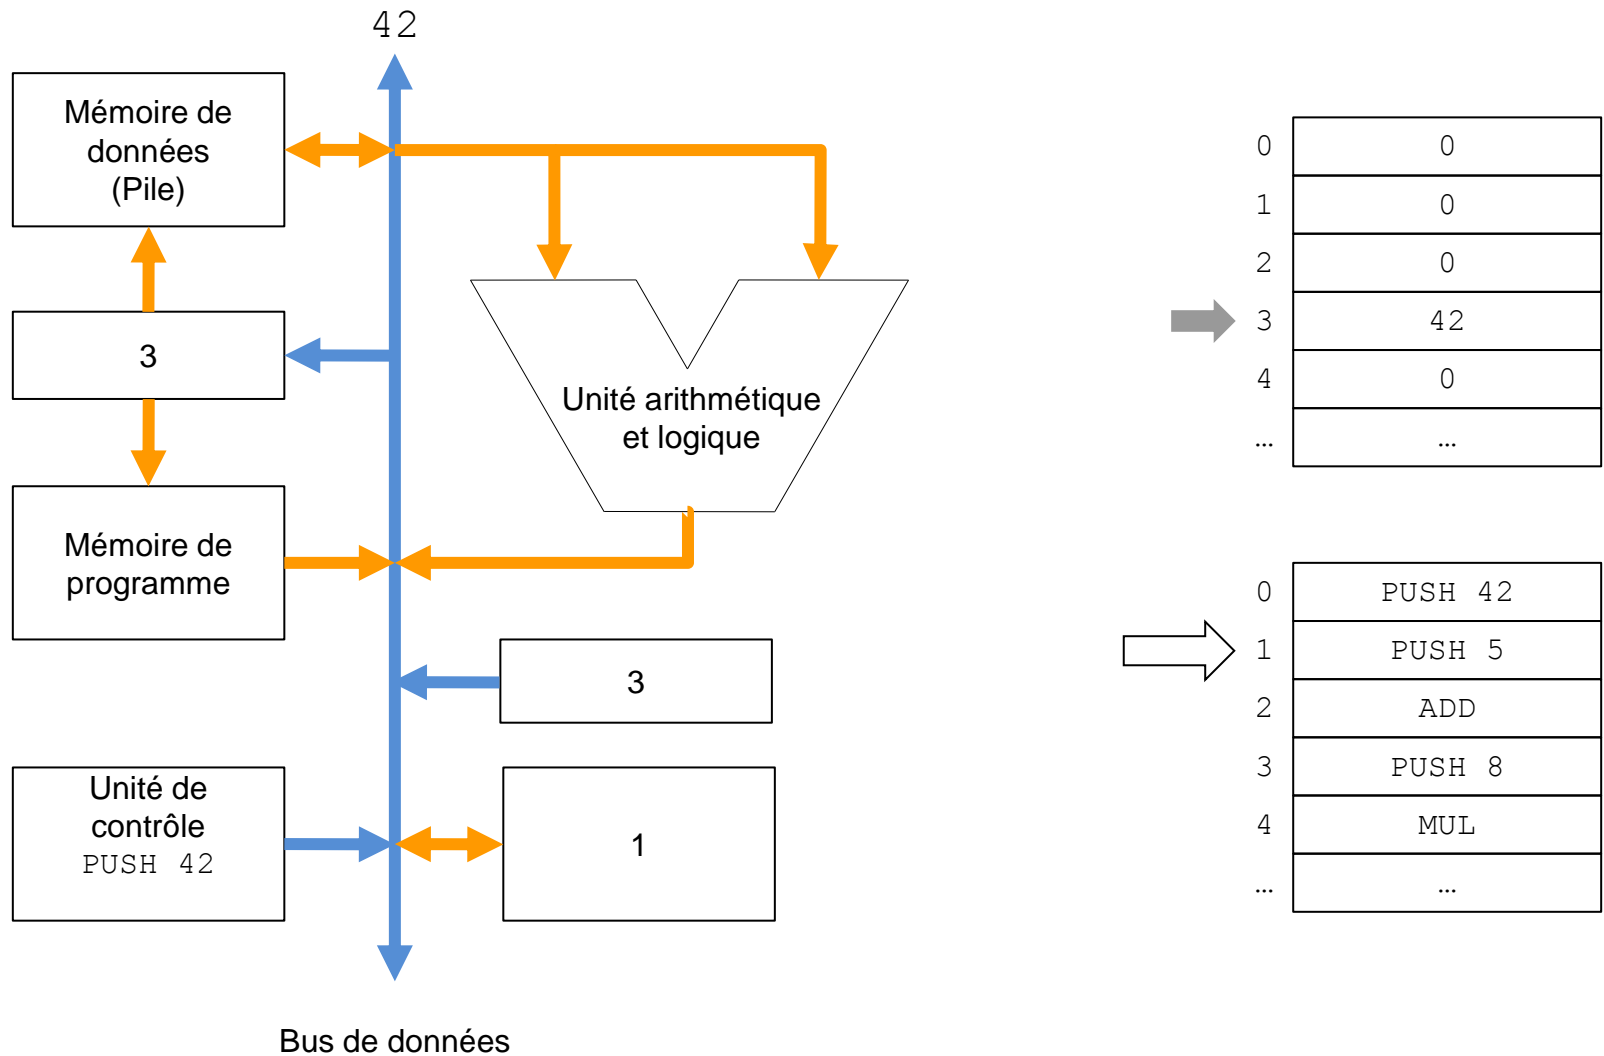 42
Mémoire de
données
(Pile)
3
Mémoire de
programme
Unité de
contrôle
PUSH 42
Unité arithmétique
et logique
3
1
Bus de données
0 0
1 0
2 0
3 42
4 0
… …
0 PUSH 42
1 PUSH 5
2 ADD
3 PUSH 8
4 MUL
… …